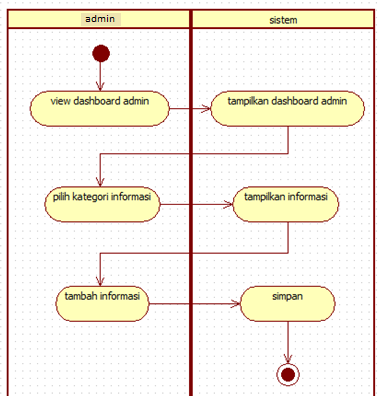 admin
sistem
view dashboard admin
tampilkan dashboard admin
pilih kategori informasi
tampilkan informasi
tambah informasi
simpan